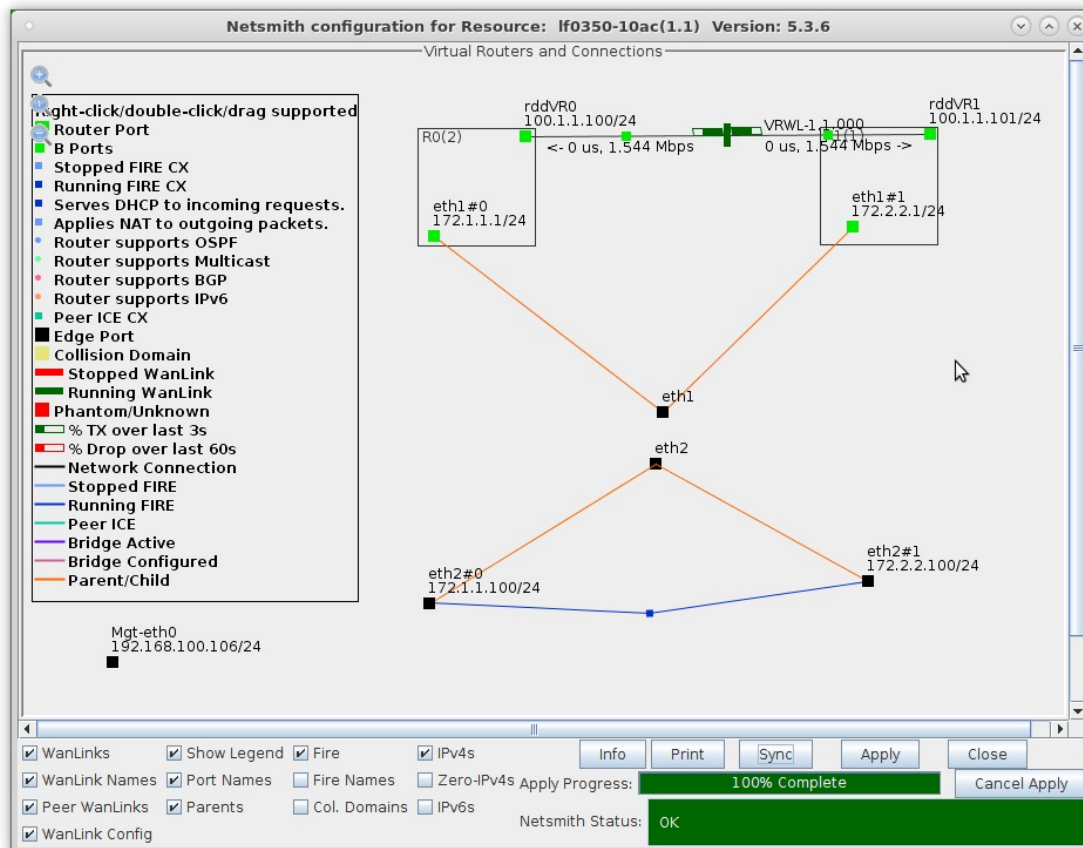 Netsmith configuration for Resource:  lf0350-10ac(1.1)  Version: 5.3.6
Virtual Routers and Connections
Right-click/double-click/drag supported
Router Port
B Ports
Stopped FIRE CX
Running FIRE CX
Serves DHCP to incoming requests.
Applies NAT to outgoing packets.
Router supports OSPF
Router supports Multicast
Router supports BGP
Router supports IPv6
Peer ICE CX
Edge Port
Collision Domain
Stopped WanLink
Running WanLink
Phantom/Unknown
% TX over last 3s
% Drop over last 60s
Network Connection
Stopped FIRE
Running FIRE
Peer ICE
Bridge Active
Bridge Configured
Parent/Child
rddVR0
100.1.1.100/24
R0(2)
<- 0 us, 1.544 Mbps
VRWL-1.1.000
0 us, 1.544 Mbps ->
rddVR1
100.1.1.101/24
eth1#0
172.1.1.1/24
eth1#1
172.2.2.1/24
eth1
eth2
eth2#0
172.1.1.100/24
eth2#1
172.2.2.100/24
Mgt-eth0
192.168.100.106/24
WanLinks
Show Legend
Fire
IPv4s
Info
Print
Sync
Apply
Close
WanLink Names
Port Names
Fire Names
Zero-IPv4s
Apply Progress:
100% Complete
Cancel Apply
Peer WanLinks
Parents
Col. Domains
IPv6s
Netsmith Status:
OK
WanLink Config